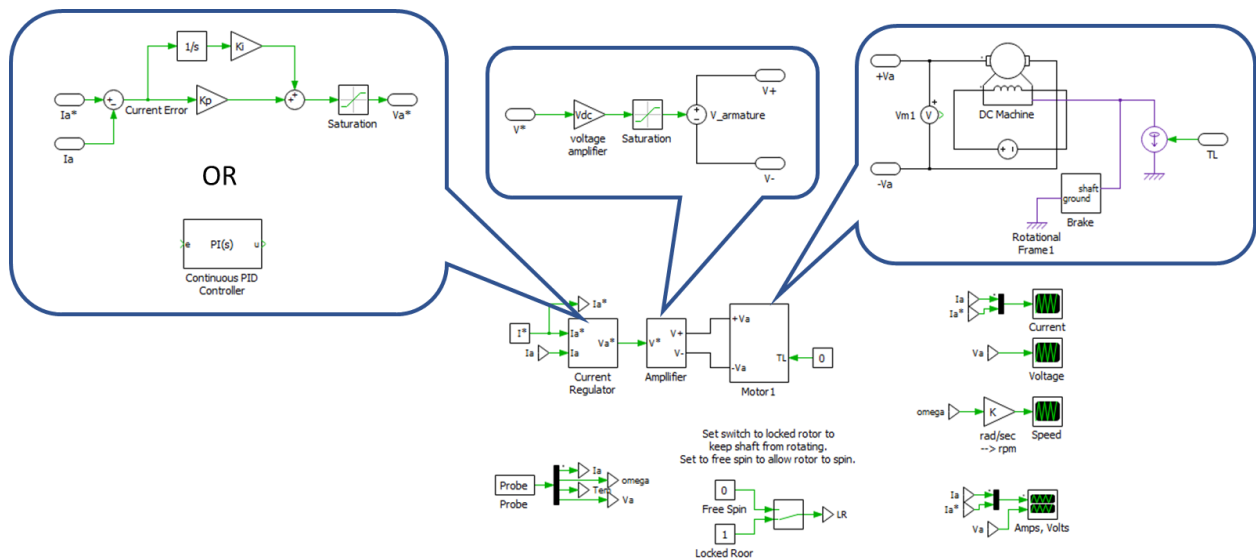 1/s
Ki
Ia*
Current Error
Kp
Saturation
Va*
Ia
OR
e
PI(s)
u
Continuous PID
Controller
V*
Vdc
voltage
amplifier
Saturation
V_armature
V+
V-
+Va
Vm1
V
DC Machine
-Va
TL
shaft
ground
Brake
Rotational
Frame1
Ia*
I*
Ia*
Ia
Ia
Va*
Current
Regulator
V*
V+
V-
Ampllifier
+Va
-Va
TL
Motor1
0
Ia
Ia*
Current
Va
Voltage
omega
K
rad/sec
--> rpm
Speed
Ia
Ia*
Va
Amps, Volts
Set switch to locked rotor to
keep shaft from rotating.
Set to free spin to allow rotor to spin.
Probe
Probe
Ia
omega
Tem
Va
0
Free Spin
1
Locked Roor
LR